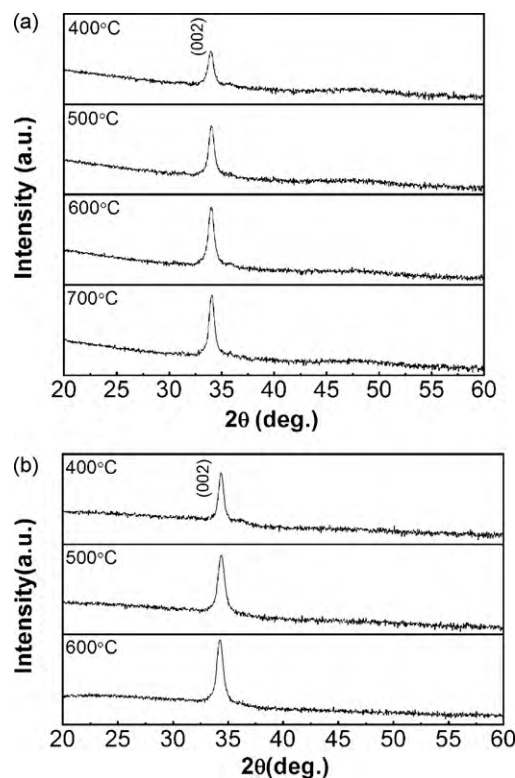 (a)
400°C
(002)
500°C
600°C
700°C
Intensity (a.u.)
20 25 30 35 40 45 50 55 60
2θ (deg.)
(b)
400°C
(002)
500°C
600°C
Intensity(a.u.)
20 25 30 35 40 45 50 55 60
2θ(deg.)